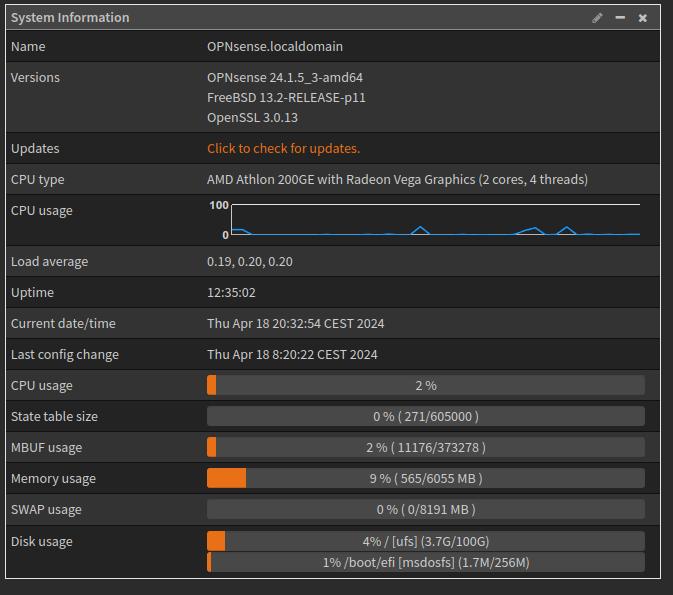 System Information
Name OPNsense.localdomain
Versions OPNsense 24.1.5_3-amd64
FreeBSD 13.2-RELEASE-p11
OpenSSL 3.0.13
Updates Click to check for updates.
CPU type AMD Athlon 200GE with Radeon Vega Graphics (2 cores, 4 threads)
CPU usage 100
0
Load average 0.19, 0.20, 0.20
Uptime 12:35:02
Current date/time Thu Apr 18 20:32:54 CEST 2024
Last config change Thu Apr 18 8:20:22 CEST 2024
CPU usage 2 %
State table size 0 % ( 271/605000 )
MBUF usage 2 % ( 11176/373278 )
Memory usage 9 % ( 565/6055 MB )
SWAP usage 0 % ( 0/8191 MB )
Disk usage 4% / [ufs] (3.7G/100G)
1% /boot/efi [msdosfs] (1.7M/256M)